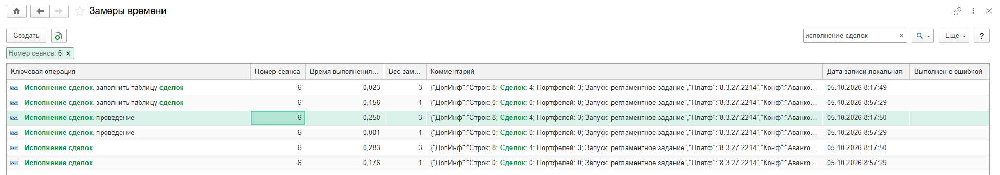 Замеры времени
Создать
исполнение сделок × Еще ?
Номер сеанса: 6 ×
Ключевая операция Номер сеанса Время выполнения... Вес зам... Комментарий Дата записи локальная Выполнен с ошибкой
Исполнение сделок. заполнить таблицу сделок 6 0,023 3 {"ДопИнф":"Строк: 8; Сделок: 4; Портфелей: 3; Запуск: регламентное задание","Платф":"8.3.27.2214","Конф":"Аванко... 05.10.2026 8:17:49
Исполнение сделок. заполнить таблицу сделок 6 0,156 1 {"ДопИнф":"Строк: 0; Сделок: 0; Портфелей: 0; Запуск: регламентное задание","Платф":"8.3.27.2214","Конф":"Аванко... 05.10.2026 8:57:29
Исполнение сделок. проведение 6 0,250 3 {"ДопИнф":"Строк: 8; Сделок: 4; Портфелей: 3; Запуск: регламентное задание","Платф":"8.3.27.2214","Конф":"Аванко... 05.10.2026 8:17:50
Исполнение сделок. проведение 6 0,001 1 {"ДопИнф":"Строк: 0; Сделок: 0; Портфелей: 0; Запуск: регламентное задание","Платф":"8.3.27.2214","Конф":"Аванко... 05.10.2026 8:57:29
Исполнение сделок 6 0,283 3 {"ДопИнф":"Строк: 8; Сделок: 4; Портфелей: 3; Запуск: регламентное задание","Платф":"8.3.27.2214","Конф":"Аванко... 05.10.2026 8:17:50
Исполнение сделок 6 0,176 1 {"ДопИнф":"Строк: 0; Сделок: 0; Портфелей: 0; Запуск: регламентное задание","Платф":"8.3.27.2214","Конф":"Аванко... 05.10.2026 8:57:29